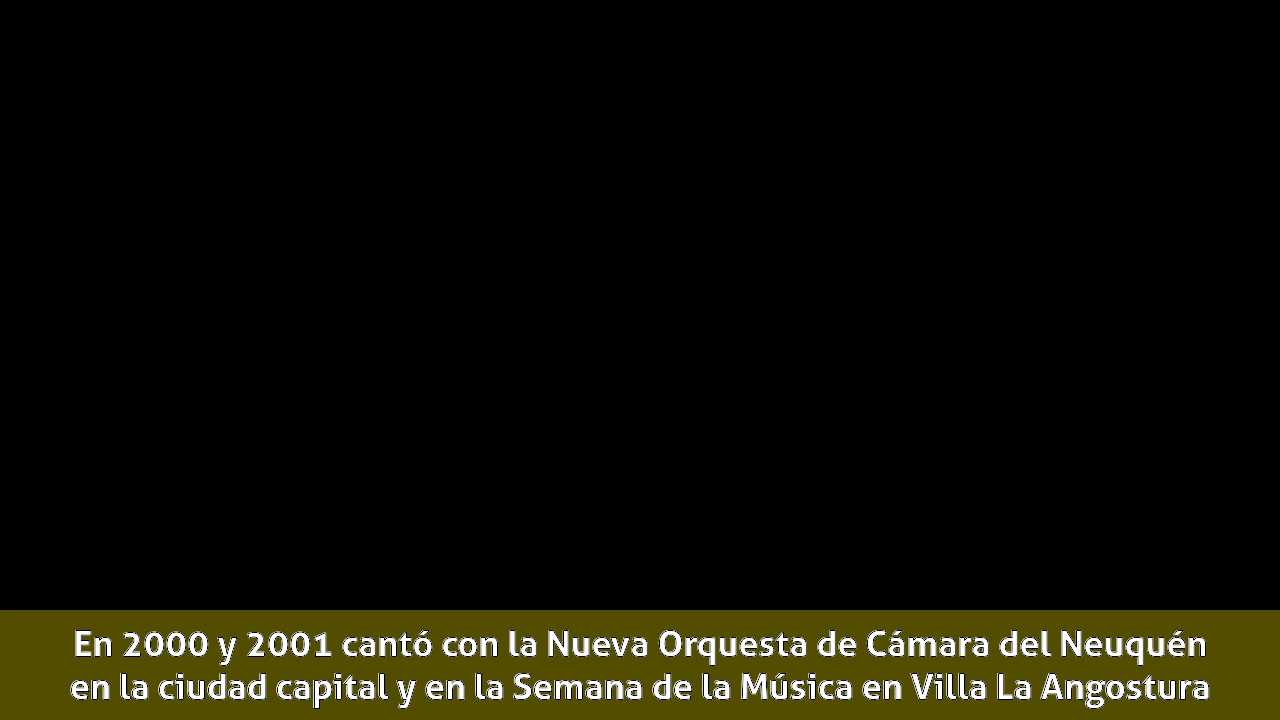 En 2000 y 2001 cantó con la Nueva Orquesta de Cámara del Neuquén
en la ciudad capital y en la Semana de la Música en Villa La Angostura